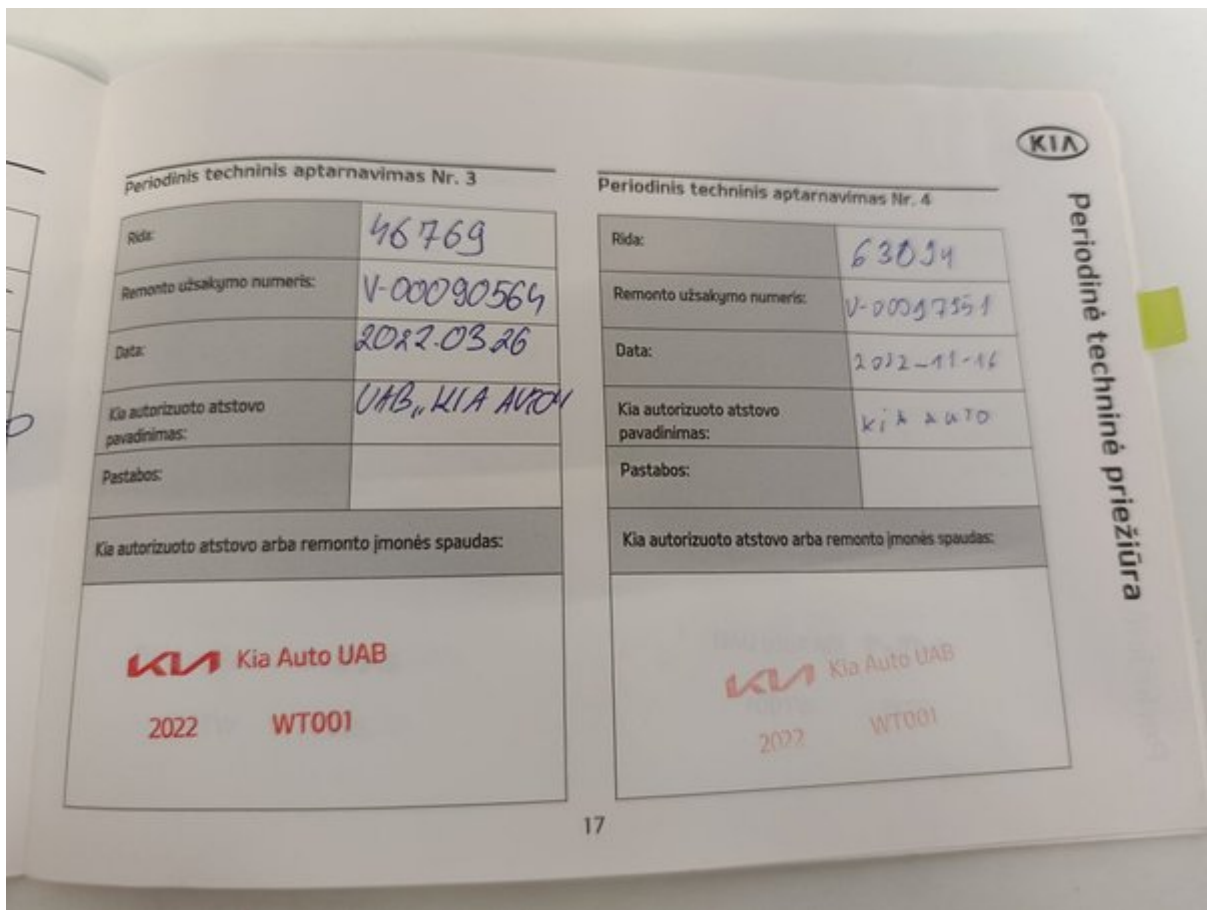 KIA
Periodinė techninė priežiūra
Periodinis techninis aptarnavimas Nr. 3
Rida: 46769
Remonto užsakymo numeris: V-00090564
Data: 2022.03.26
Kia autorizuoto atstovo
pavadinimas: UAB „KIA AUTO“
Pastabos:
Kia autorizuoto atstovo arba remonto įmonės spaudas:
KIA Kia Auto UAB
2022 WT001
Periodinis techninis aptarnavimas Nr. 4
Rida:
Remonto užsakymo numeris:
Data: 2022-11-16
Kia autorizuoto atstovo
pavadinimas: kia auto
Pastabos:
Kia autorizuoto atstovo arba remonto įmonės spaudas:
KIA Kia Auto UAB
2022 WT001
17